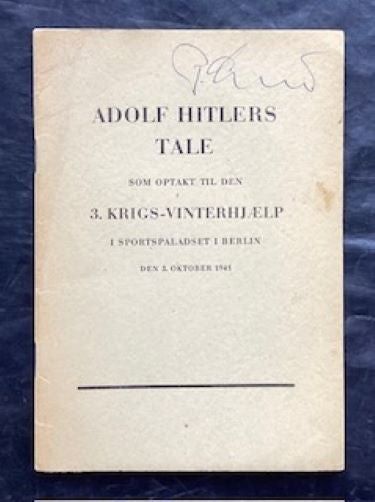 ADOLF HITLERS
TALE
SOM OPTAKT TIL DEN
3. KRIGS-VINTERHJÆLP
I SPORTSPALADSET I BERLIN
DEN 3. OKTOBER 1941